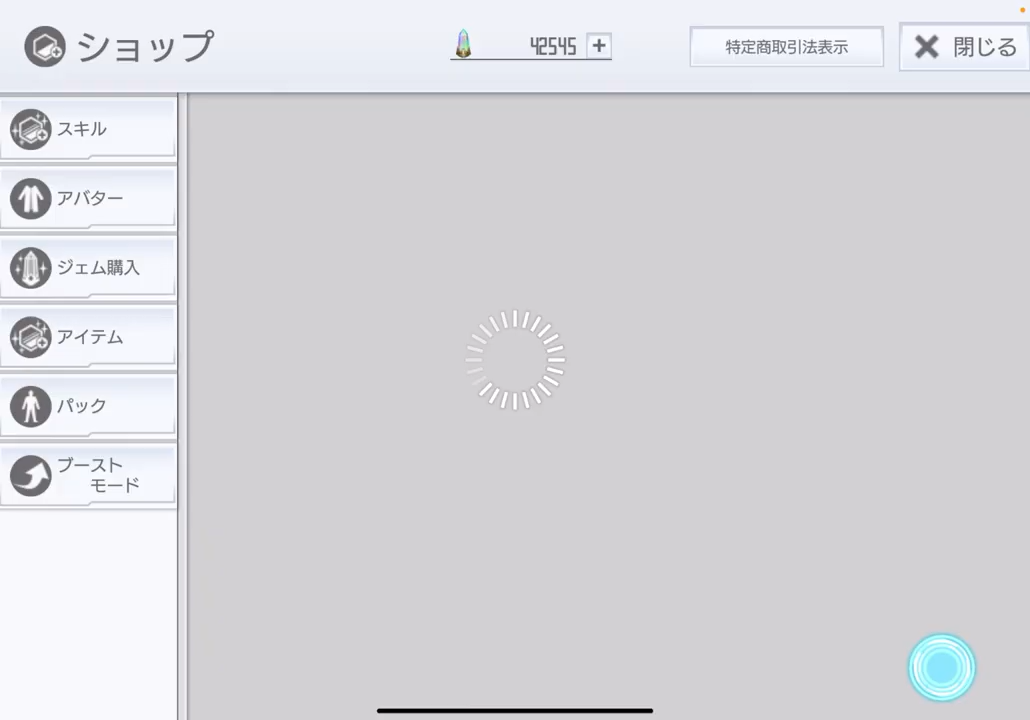 ショップ
42545
特定商取引法表示
閉じる
スキル
アバター
ジェム購入
アイテム
パック
ブースト
モード